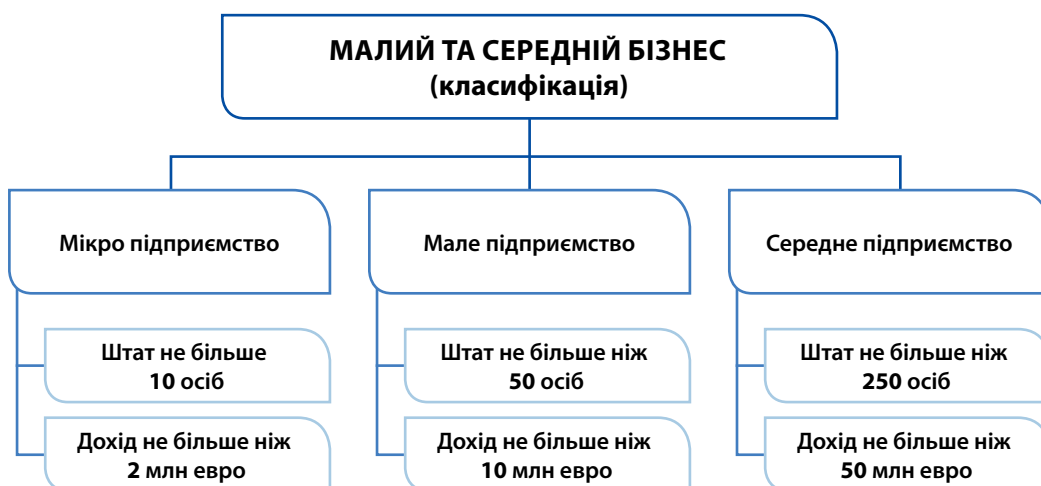 МАЛИЙ ТА СЕРЕДНІЙ БІЗНЕС
(класифікація)
Мікро підприємство
Мале підприємство
Середне підприємство
Штат не більше
10 осіб
Штат не більше ніж
50 осіб
Штат не більше ніж
250 осіб
Дохід не більше ніж
2 млн евро
Дохід не більше ніж
10 млн евро
Дохід не більше ніж
50 млн евро